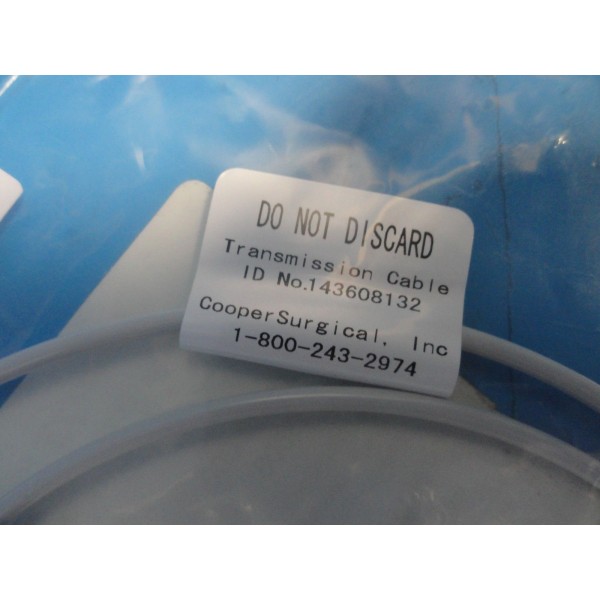 DO NOT DISCARD
Transmission Cable
ID No.143608132
CooperSurgical, Inc
1-800-243-2974